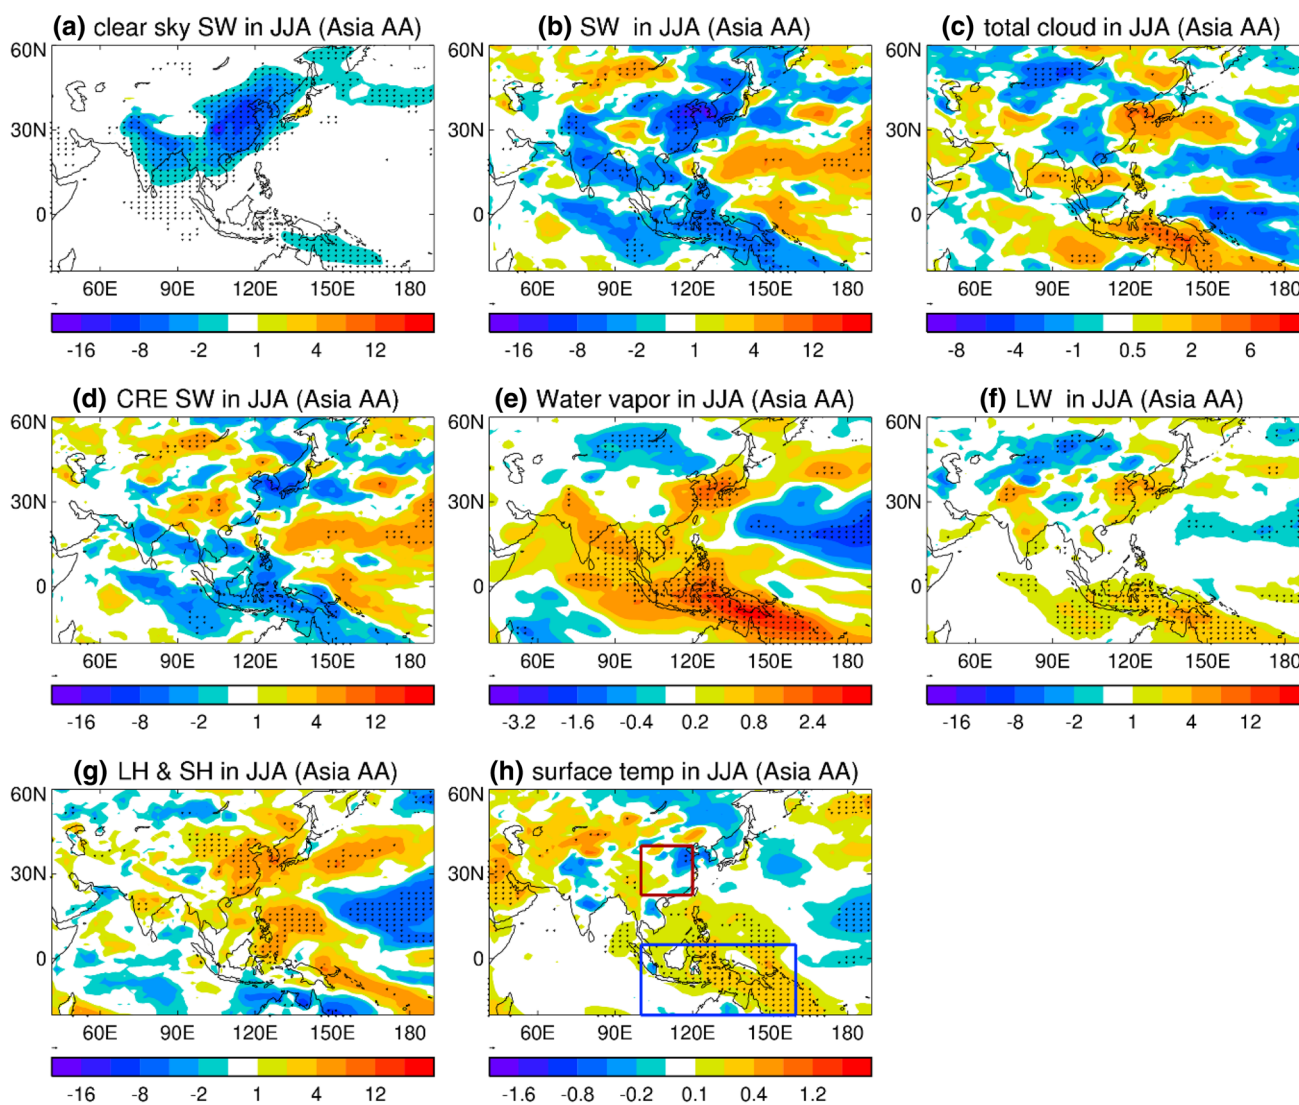 (a) clear sky SW in JJA (Asia AA)
60N
30N
0
60E 90E 120E 150E 180
-16 -8 -2 1 4 12
(b) SW in JJA (Asia AA)
60N
30N
0
60E 90E 120E 150E 180
-16 -8 -2 1 4 12
(c) total cloud in JJA (Asia AA)
60N
30N
0
60E 90E 120E 150E 180
-8 -4 -1 0.5 2 6
(d) CRE SW in JJA (Asia AA)
60N
30N
0
60E 90E 120E 150E 180
-16 -8 -2 1 4 12
(e) Water vapor in JJA (Asia AA)
60N
30N
0
60E 90E 120E 150E 180
-3.2 -1.6 -0.4 0.2 0.8 2.4
(f) LW in JJA (Asia AA)
60N
30N
0
60E 90E 120E 150E 180
-16 -8 -2 1 4 12
(g) LH & SH in JJA (Asia AA)
60N
30N
0
60E 90E 120E 150E 180
-16 -8 -2 1 4 12
(h) surface temp in JJA (Asia AA)
60N
30N
0
60E 90E 120E 150E 180
-1.6 -0.8 -0.2 0.1 0.4 1.2